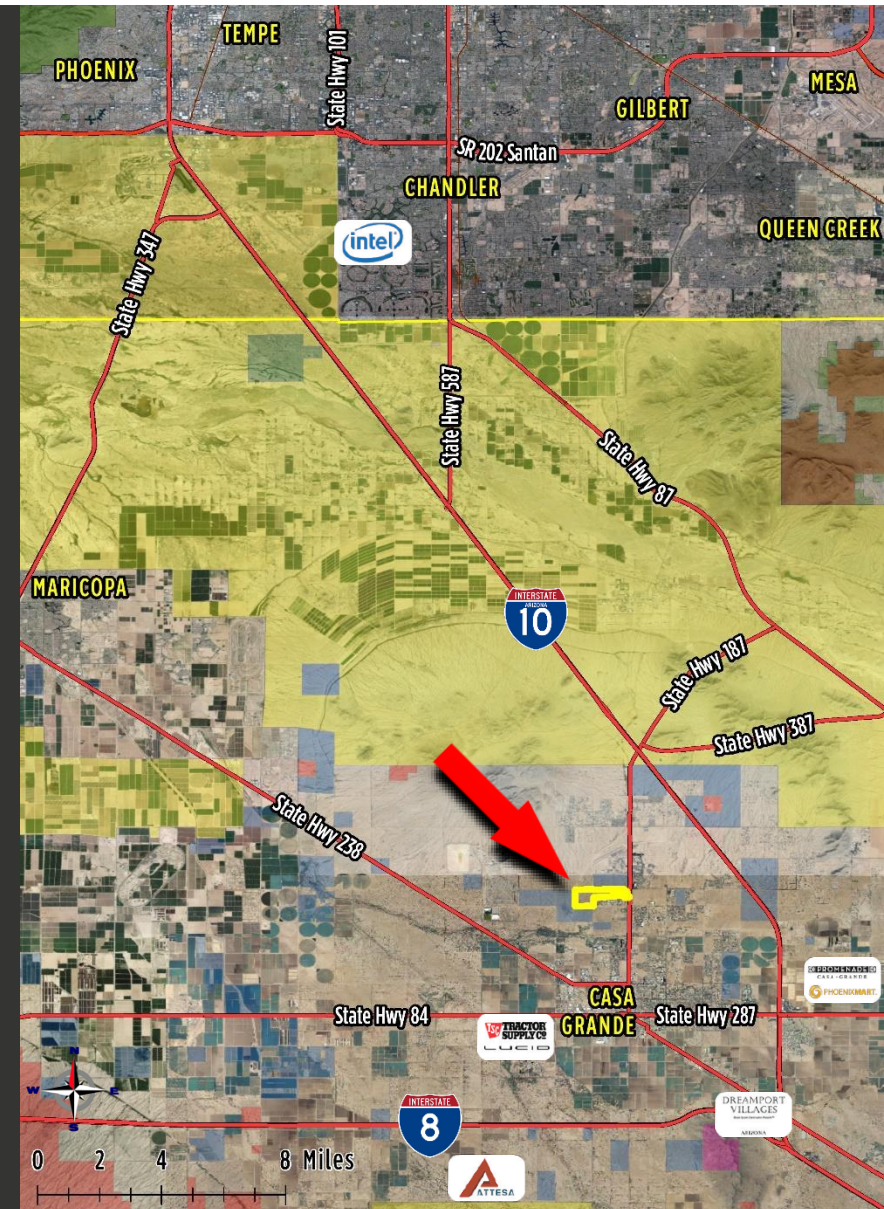 TEMPE
PHOENIX
State Hwy 101
MESA
GILBERT
SR 202 Santan
CHANDLER
QUEEN CREEK
intel
State Hwy 347
State Hwy 587
State Hwy 87
MARICOPA
INTERSTATE
ARIZONA
10
State Hwy 187
State Hwy 387
State Hwy 238
PROMENADE
CASA GRANDE
PHOENIXMART.
CASA
GRANDE
State Hwy 84
State Hwy 287
TSC TRACTOR
SUPPLY CO
LUCID
N
W E
S
INTERSTATE
8
DREAMPORT
VILLAGES
ARIZONA
0 2 4 8 Miles
ATTESA